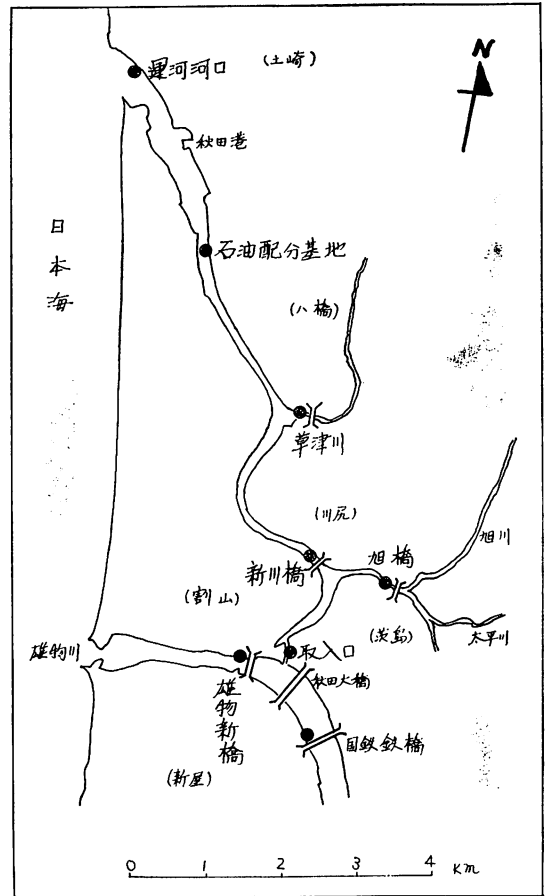 N
運河河口
(土崎)
秋田港
日本海
石油配分基地
(八橋)
草津川
(川尻)
新川橋
旭橋
旭川
(割山)
(茨島)
太平川
雄物川
取入口
秋田大橋
雄物新橋
国鉄鉄橋
(新屋)
0 1 2 3 4 Km